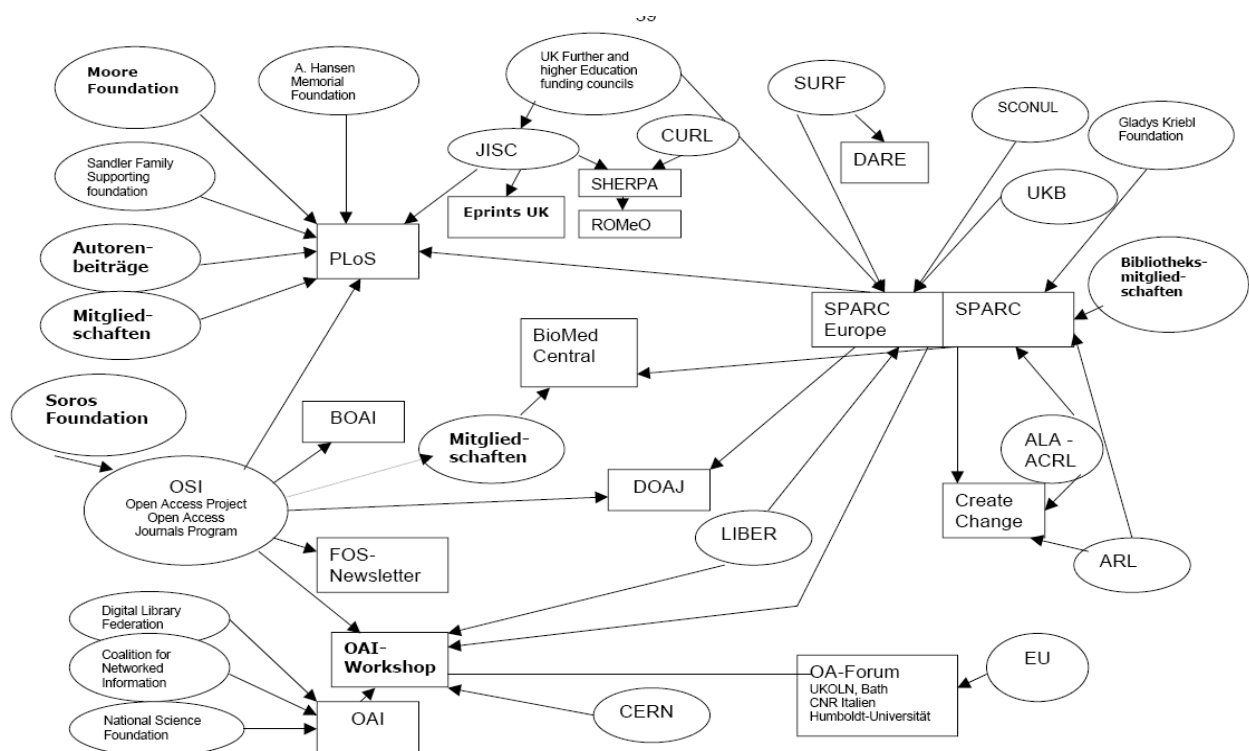 Moore
Foundation
A. Hansen
Memorial
Foundation
UK Further and
higher Education
funding councils
SURF
SCONUL
Gladys Kriebl
Foundation
JISC
CURL
DARE
Sandler Family
Supporting
foundation
SHERPA
UKB
Eprints UK
ROMeO
Autoren-
beiträge
PLoS
Bibliotheks-
mitglied-
schaften
Mitglied-
schaften
SPARC
Europe
SPARC
BioMed
Central
Soros
Foundation
BOAI
Mitglied-
schaften
ALA -
ACRL
OSI
Open Access Project
Open Access
Journals Program
DOAJ
Create
Change
LIBER
FOS-
Newsletter
ARL
Digital Library
Federation
OAI-
Workshop
Coalition for
Networked
Information
OA-Forum
UKOLN, Bath
CNR Italien
Humboldt-Universität
EU
National Science
Foundation
OAI
CERN